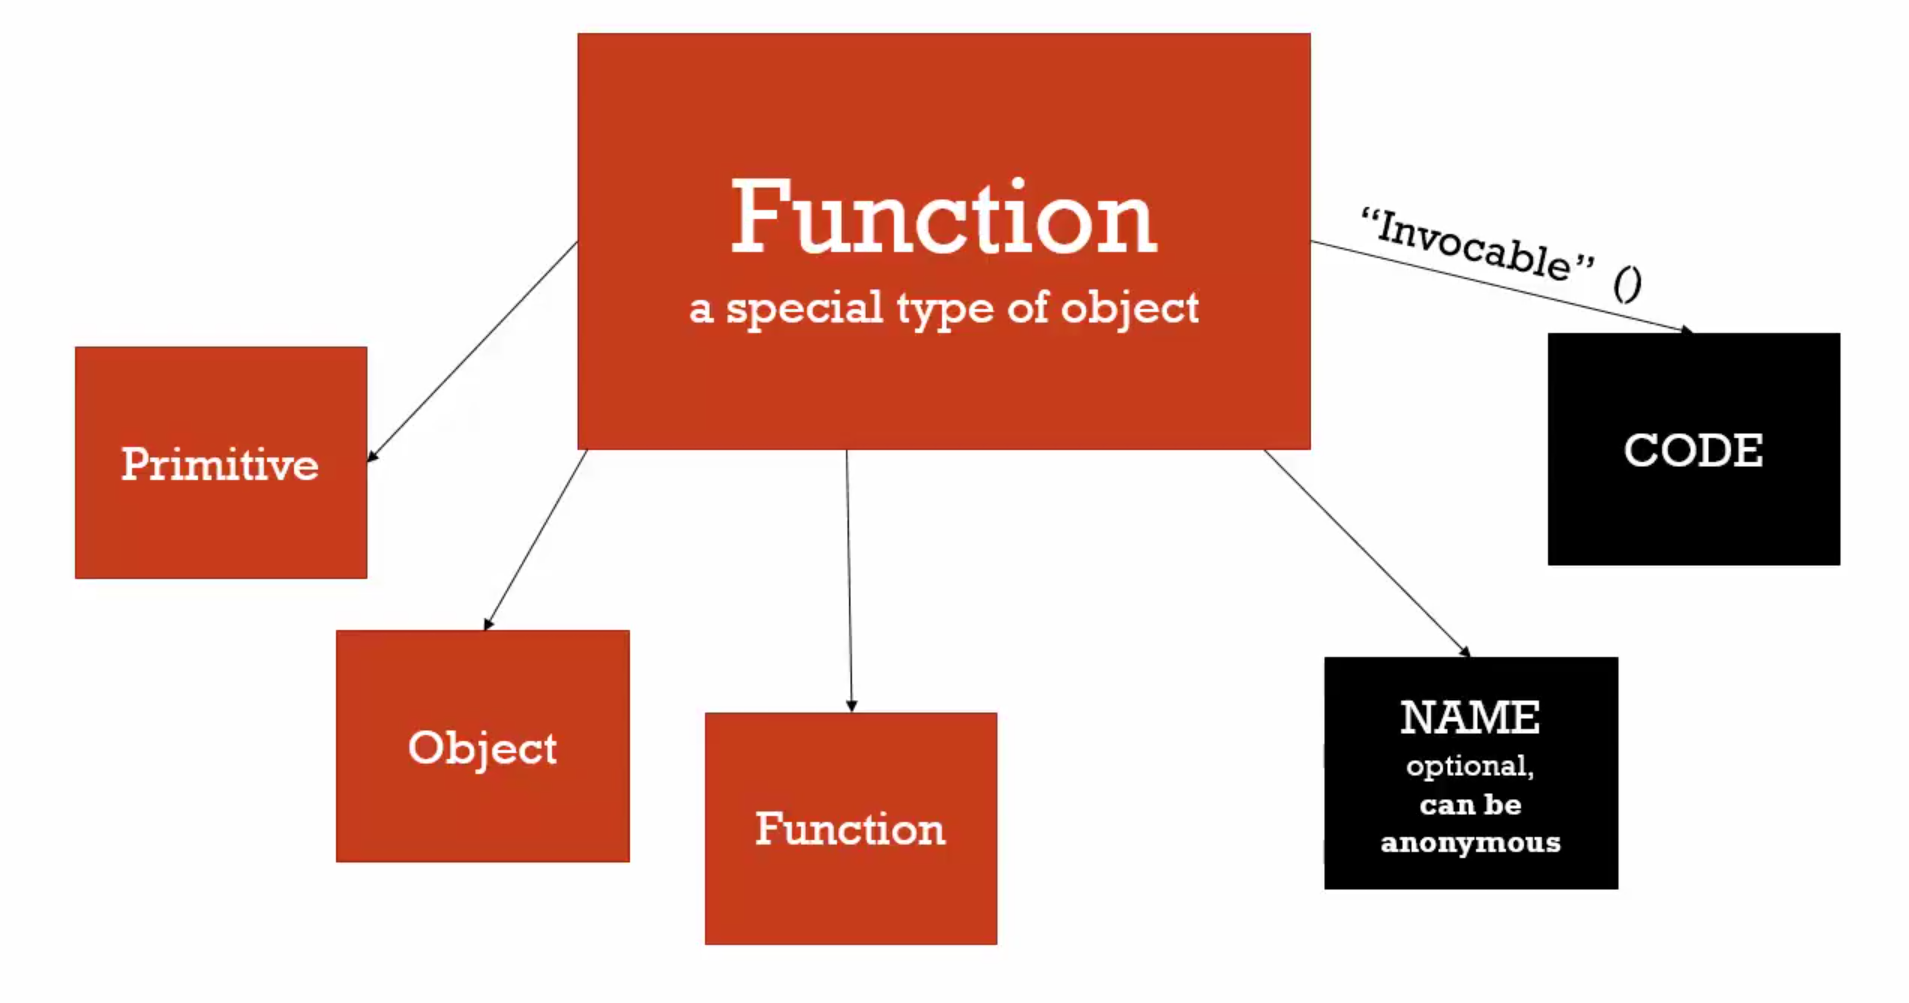 Function
a special type of object
“Invocable” ()
Primitive
CODE
Object
Function
NAME
optional,
can be
anonymous